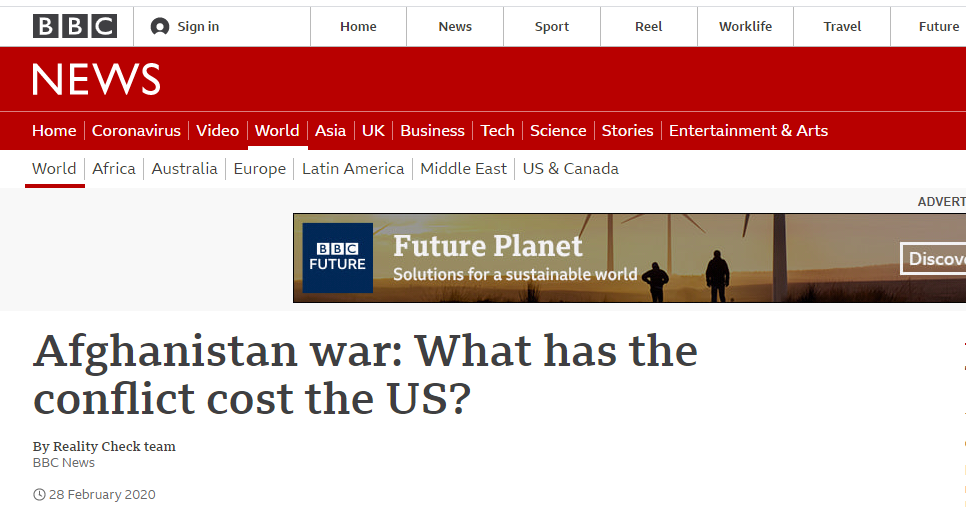 BBC Sign in Home News Sport Reel Worklife Travel Future
NEWS
Home Coronavirus Video World Asia UK Business Tech Science Stories Entertainment & Arts
World Africa Australia Europe Latin America Middle East US & Canada
ADVERT
BBC
FUTURE
Future Planet
Solutions for a sustainable world
Discove
Afghanistan war: What has the
conflict cost the US?
By Reality Check team
BBC News
28 February 2020